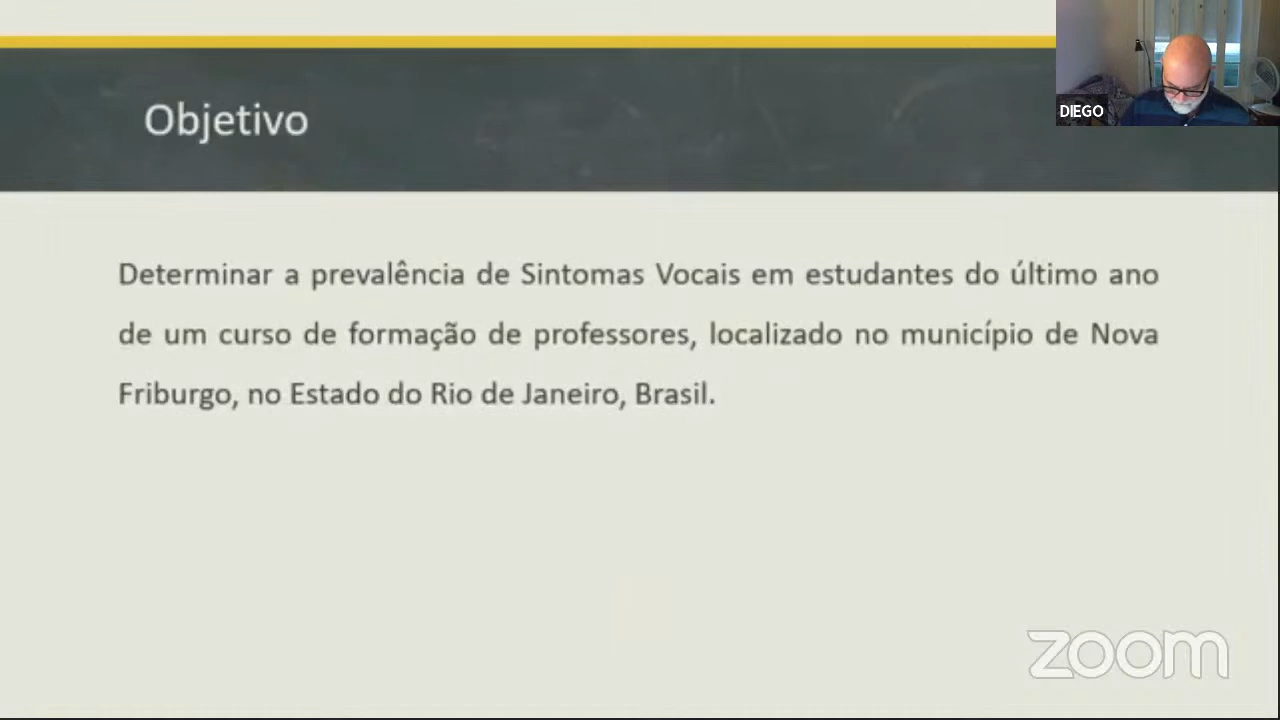 Objetivo
DIEGO
Determinar a prevalência de Sintomas Vocais em estudantes do último ano
de um curso de formação de professores, localizado no município de Nova
Friburgo, no Estado do Rio de Janeiro, Brasil.
zoom